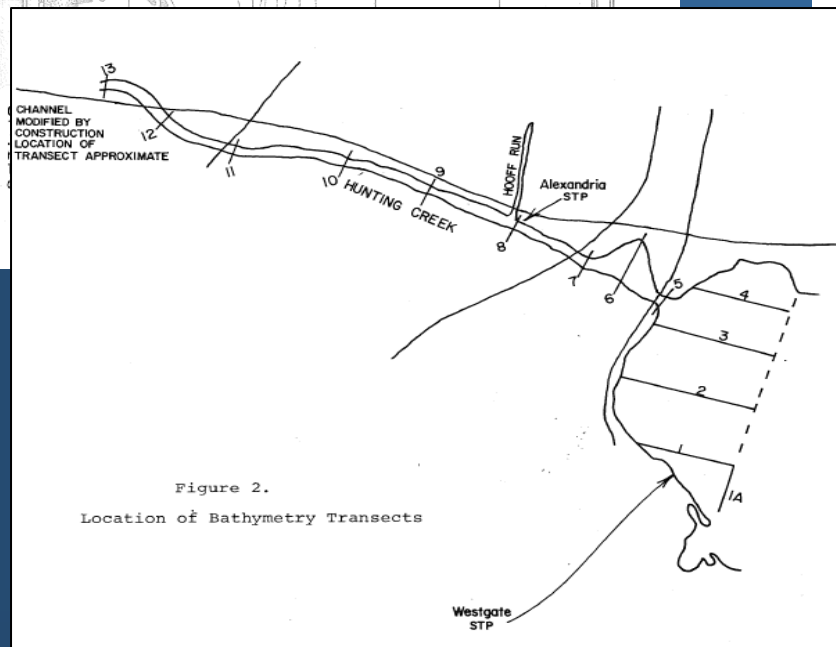 13
CHANNEL
MODIFIED BY
CONSTRUCTION
LOCATION OF
TRANSECT APPROXIMATE
12
11
10
HUNTING CREEK
9
HOOFF RUN
Alexandria
STP
8
7
6
5
4
3
2
1
1A
Figure 2.
Location of Bathymetry Transects
Westgate
STP